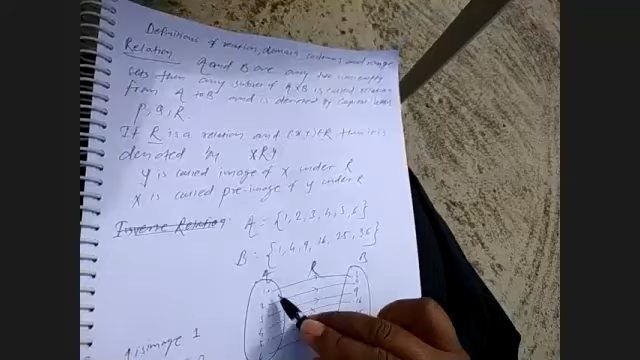 Definitions of relation, domain, codomain and range
Relation A and B are any two nonempty
sets then any subset of A×B is called relation
from A to B and is denoted by capital letters
P, Q, R
If R is a relation and (x, y) ∈ R then it is
denoted by xRy
y is called image of x under R
x is called pre-image of y under R
Inverse Relation A = {1, 2, 3, 4, 5, 6}
B = {1, 4, 9, 16, 25, 36}
A R B
1 is image 1